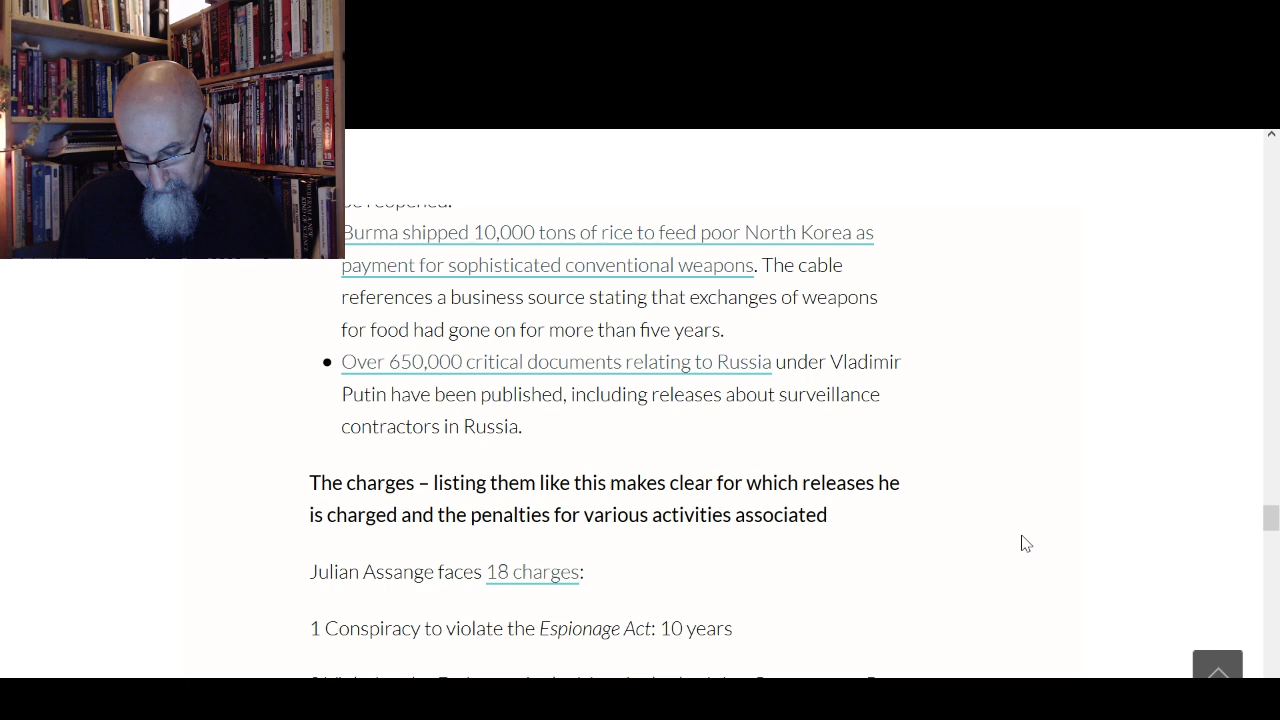 Burma shipped 10,000 tons of rice to feed poor North Korea as
payment for sophisticated conventional weapons. The cable
references a business source stating that exchanges of weapons
for food had gone on for more than five years.
● Over 650,000 critical documents relating to Russia under Vladimir
Putin have been published, including releases about surveillance
contractors in Russia.
The charges – listing them like this makes clear for which releases he
is charged and the penalties for various activities associated
Julian Assange faces 18 charges:
1 Conspiracy to violate the Espionage Act: 10 years